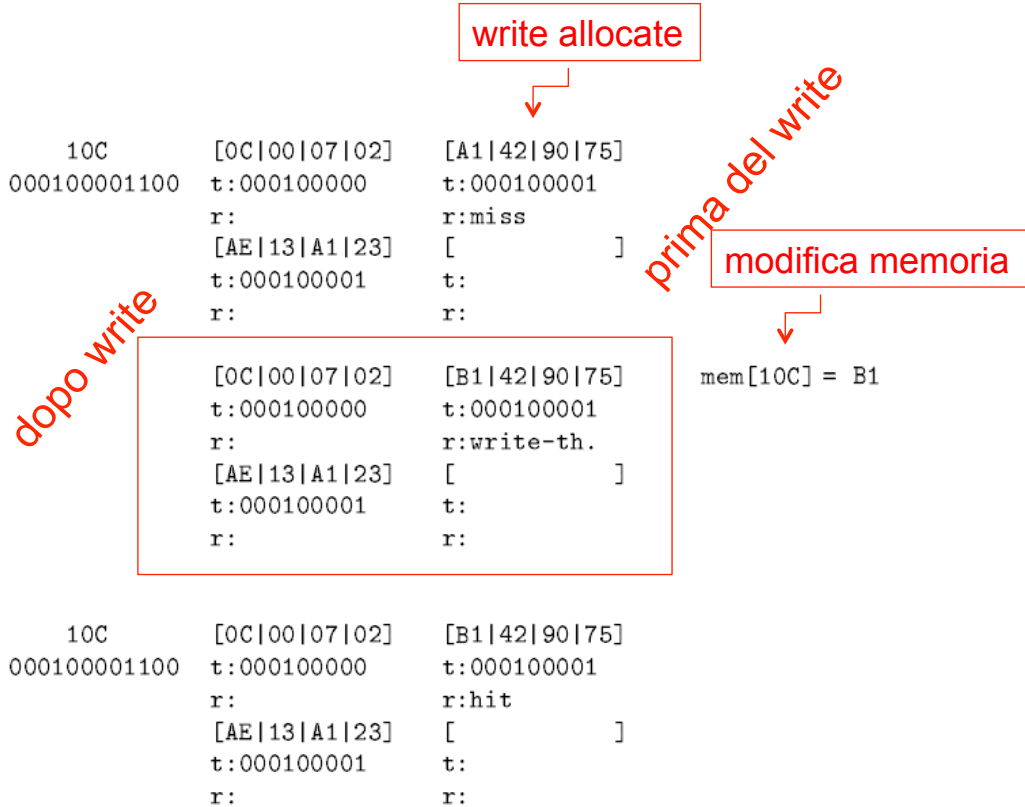 write allocate
prima del write
10C [0C|00|07|02] [A1|42|90|75]
000100001100 t:000100000 t:000100001
r: r:miss
[AE|13|A1|23] [ ]
t:000100001 t:
r: r:
modifica memoria
dopo write
[0C|00|07|02] [B1|42|90|75] mem[10C] = B1
t:000100000 t:000100001
r: r:write-th.
[AE|13|A1|23] [ ]
t:000100001 t:
r: r:
10C [0C|00|07|02] [B1|42|90|75]
000100001100 t:000100000 t:000100001
r: r:hit
[AE|13|A1|23] [ ]
t:000100001 t:
r: r: